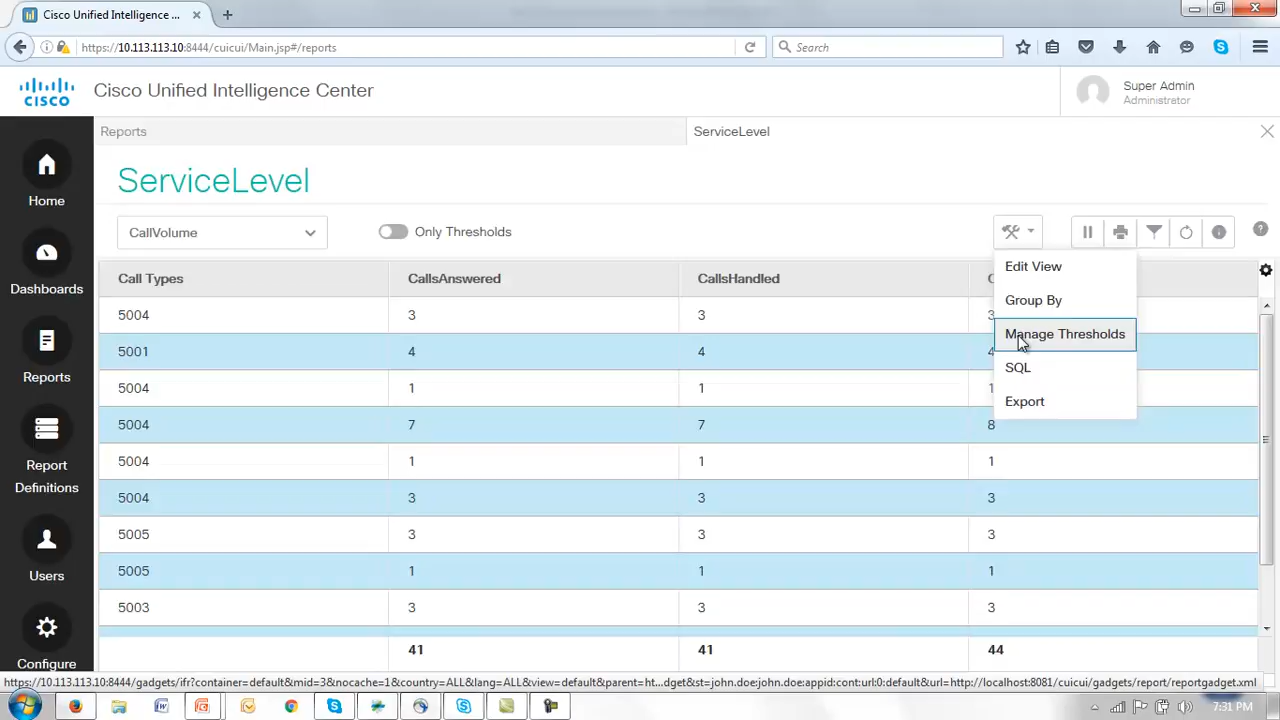 Cisco Unified Intelligence ...
https://10.113.113.10:8444/cuicui/Main.jsp#/reports
Search
CISCO
Cisco Unified Intelligence Center
Super Admin
Administrator
Reports
ServiceLevel
ServiceLevel
CallVolume
Only Thresholds
Edit View
Group By
Manage Thresholds
SQL
Export
Home
Dashboards
Reports
Report
Definitions
Users
Configure
Call Types CallsAnswered CallsHandled C
5004 3 3 3
5001 4 4 4
5004 1 1 1
5004 7 7 8
5004 1 1 1
5004 3 3 3
5005 3 3 3
5005 1 1 1
5003 3 3 3
41 41 44
https://10.113.113.10:8444/gadgets/ifr?container=default&mid=3&nocache=1&country=ALL&lang=ALL&view=default&parent=ht...dget&st=john.doe:john.doe:appid:cont:url:0:default&url=http://localhost:8081/cuicui/gadgets/report/reportgadget.xml
7:31 PM